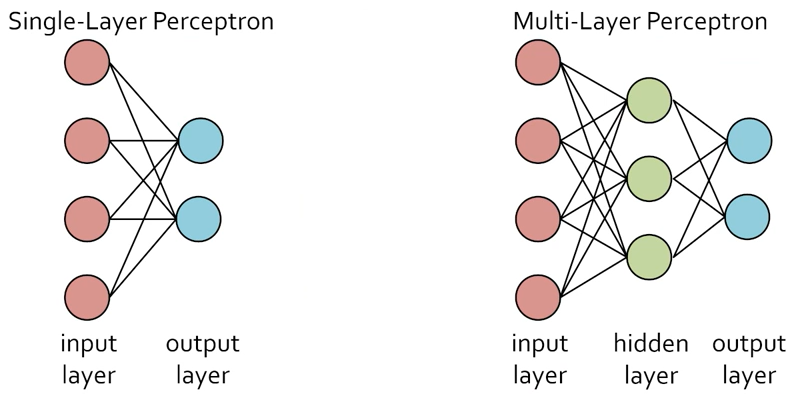 Single-Layer Perceptron
Multi-Layer Perceptron
input
layer
output
layer
input
layer
hidden
layer
output
layer